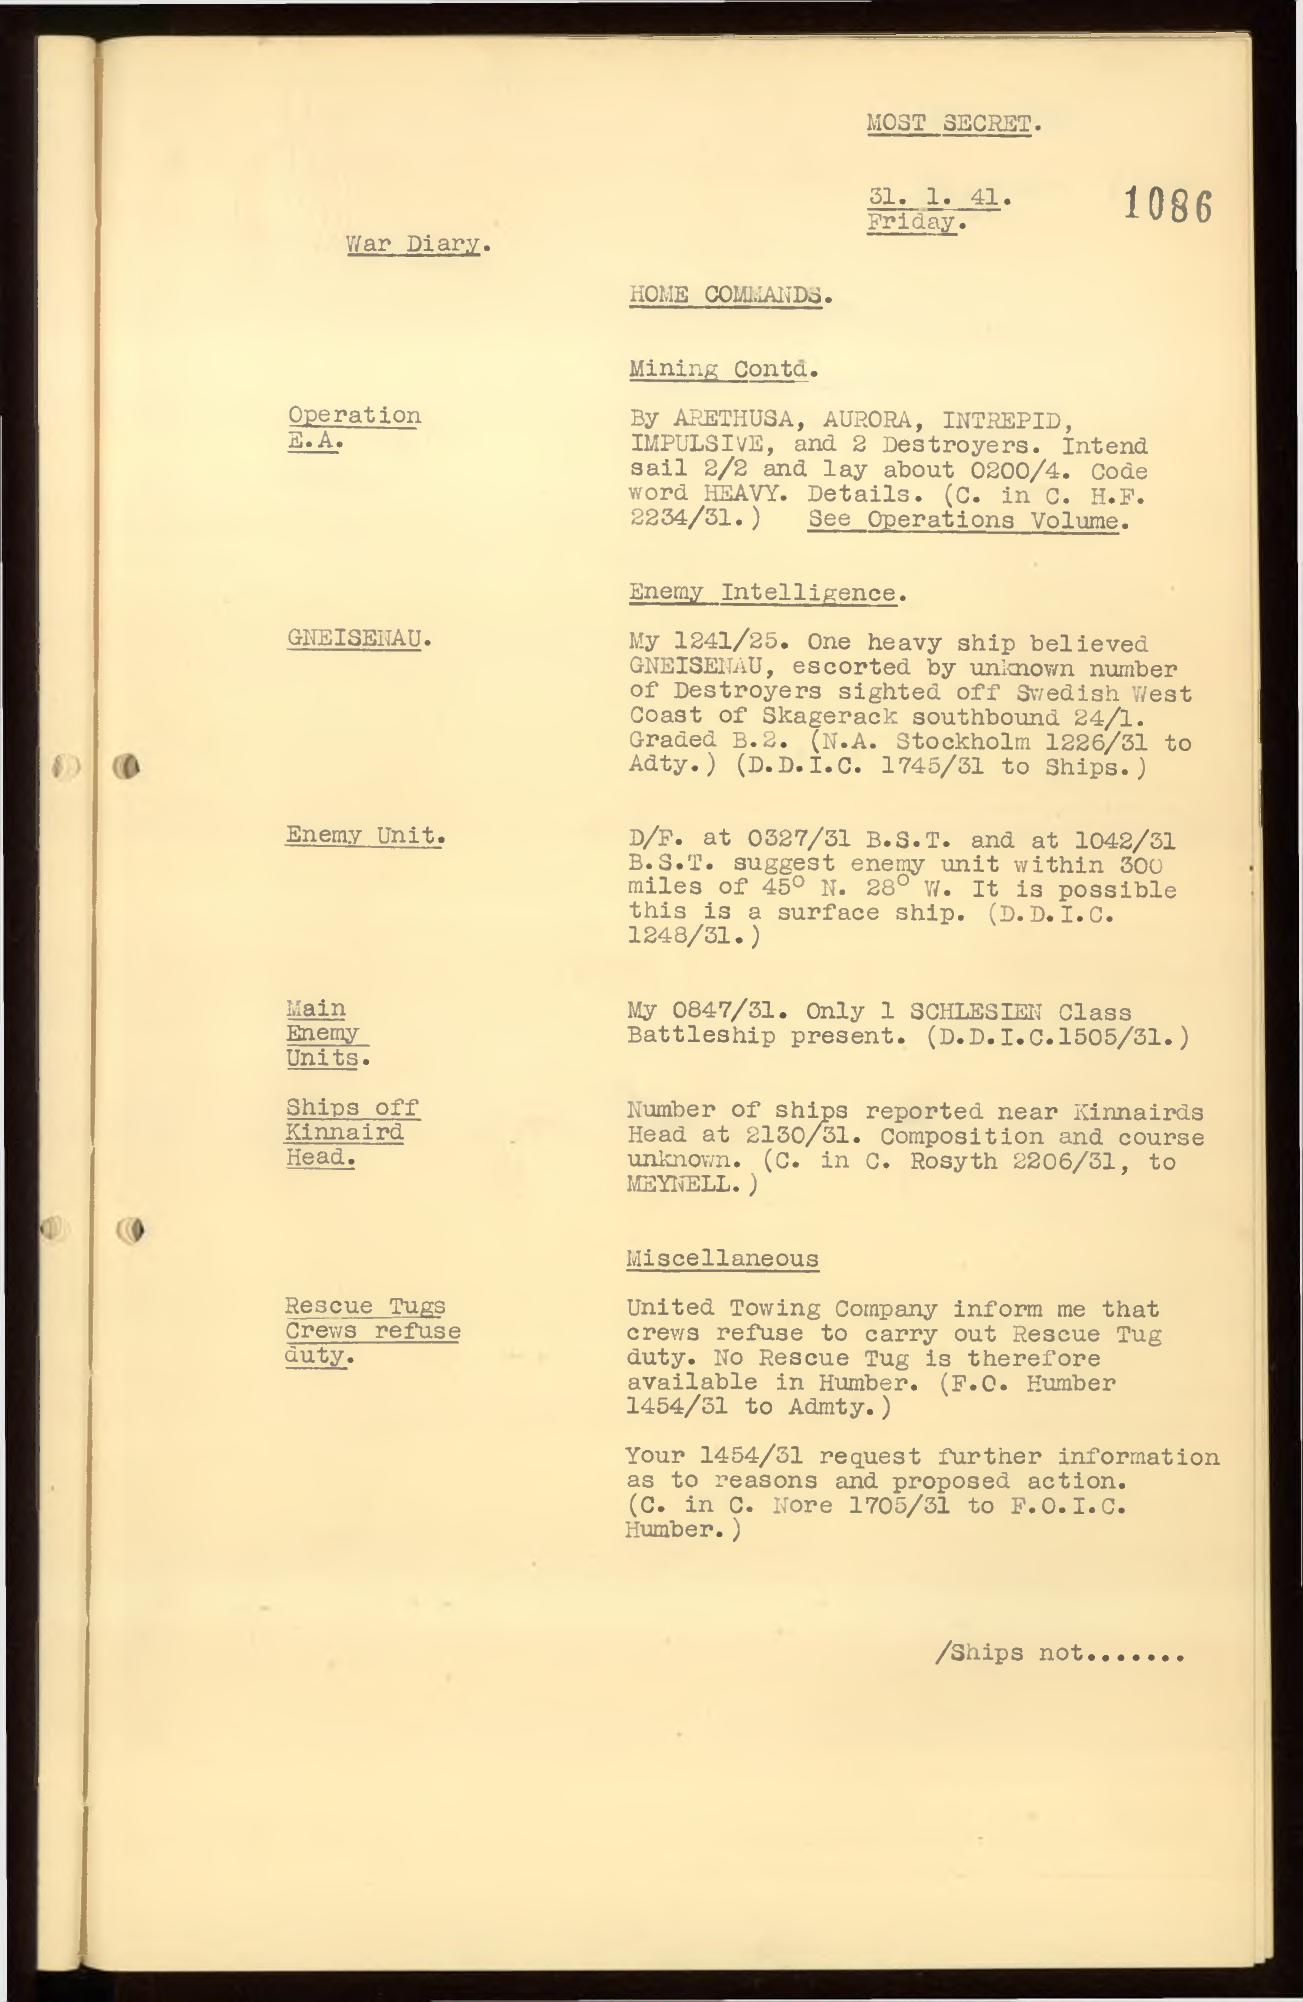 MOST SECRET.
31. 1. 41.
1086
Friday.
War Diary.
HOME COMMANDS.
Mining Contd.
Operation
E.A.
By ARETHUSA, AURORA, INTREPID,
IMPULSIVE, and 2 Destroyers. Intend
sail 2/2 and lay about 0200/4. Code
word HEAVY. Details. (C. in C. H.F.
2234/31.) See Operations Volume.
Enemy Intelligence.
GNEISENAU.
My 1241/25. One heavy ship believed
GNEISENAU, escorted by unknown number
of Destroyers sighted off Swedish West
Coast of Skagerack southbound 24/1.
Graded B.2. (N.A. Stockholm 1226/31 to
Adty.) (D.D.I.C. 1745/31 to Ships.)
Enemy Unit.
D/F. at 0327/31 B.S.T. and at 1042/31
B.S.T. suggest enemy unit within 300
miles of 45° N. 28° W. It is possible
this is a surface ship. (D.D.I.C.
1248/31.)
Main
Enemy
Units.
My 0847/31. Only 1 SCHLESIEN Class
Battleship present. (D.D.I.C.1505/31.)
Ships off
Kinnaird
Head.
Number of ships reported near Kinnairds
Head at 2130/31. Composition and course
unknown. (C. in C. Rosyth 2206/31, to
MEYNELL.)
Miscellaneous
Rescue Tugs
Crews refuse
duty.
United Towing Company inform me that
crews refuse to carry out Rescue Tug
duty. No Rescue Tug is therefore
available in Humber. (F.O. Humber
1454/31 to Admty.)
Your 1454/31 request further information
as to reasons and proposed action.
(C. in C. Nore 1705/31 to F.O.I.C.
Humber.)
/Ships not.......